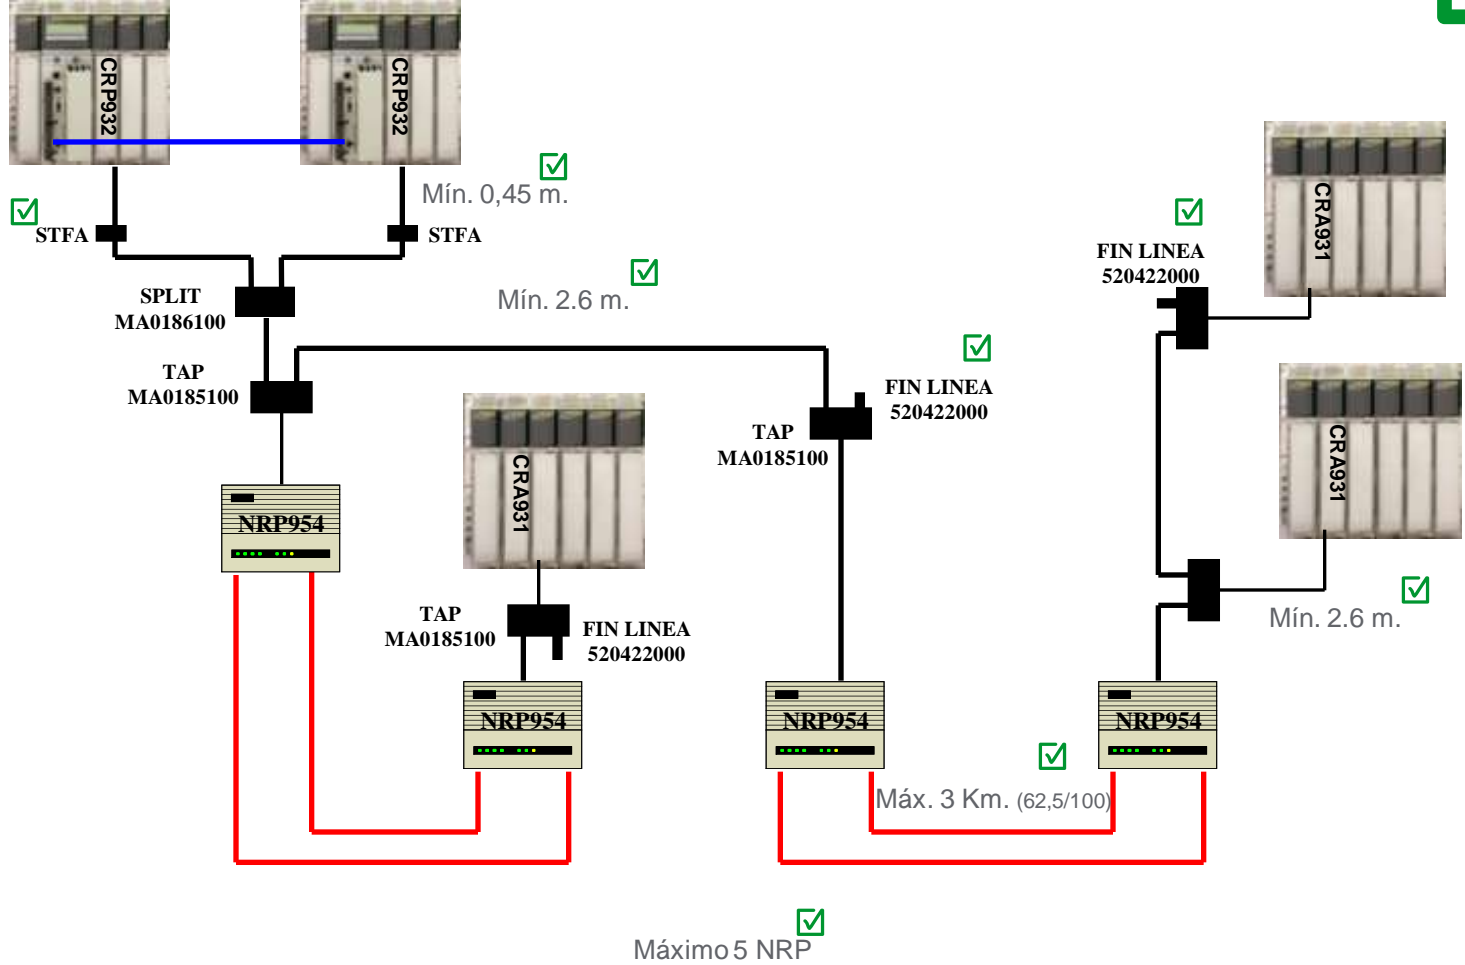 CRP932
CRP932
Mín. 0,45 m.
STFA
STFA
SPLIT
MA0186100
Mín. 2.6 m.
TAP
MA0185100
FIN LINEA
520422000
TAP
MA0185100
CRA931
NRP954
TAP
MA0185100
FIN LINEA
520422000
NRP954
NRP954
NRP954
FIN LINEA
520422000
CRA931
CRA931
Mín. 2.6 m.
Máx. 3 Km. (62,5/100)
Máximo 5 NRP